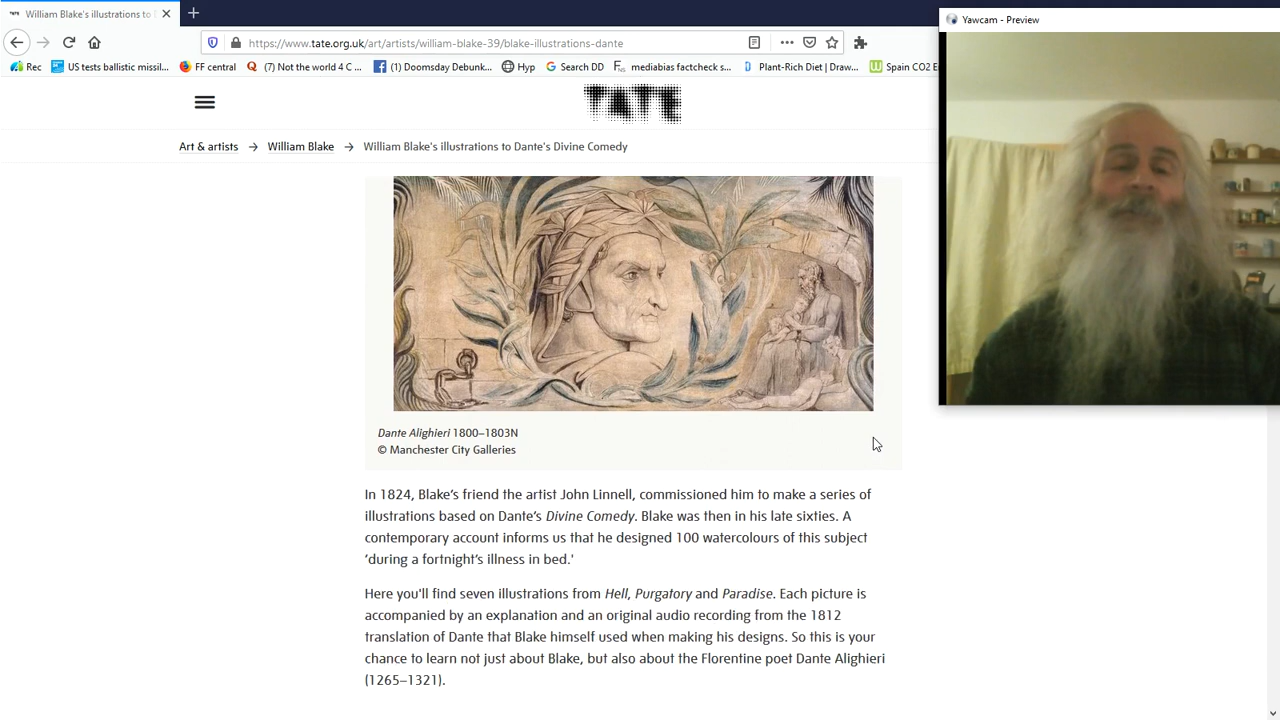 William Blake's illustrations to D
Yawcam - Preview
https://www.tate.org.uk/art/artists/william-blake-39/blake-illustrations-dante
Rec
US tests ballistic missil...
FF central
(7) Not the world 4 C ...
(1) Doomsday Debunk...
Hyp
Search DD
mediabias factcheck s...
Plant-Rich Diet | Draw...
Spain CO2 E
TATE
Art & artists → William Blake → William Blake's illustrations to Dante's Divine Comedy
Dante Alighieri 1800–1803N
© Manchester City Galleries
In 1824, Blake's friend the artist John Linnell, commissioned him to make a series of
illustrations based on Dante's Divine Comedy. Blake was then in his late sixties. A
contemporary account informs us that he designed 100 watercolours of this subject
‘during a fortnight's illness in bed.'
Here you'll find seven illustrations from Hell, Purgatory and Paradise. Each picture is
accompanied by an explanation and an original audio recording from the 1812
translation of Dante that Blake himself used when making his designs. So this is your
chance to learn not just about Blake, but also about the Florentine poet Dante Alighieri
(1265–1321).